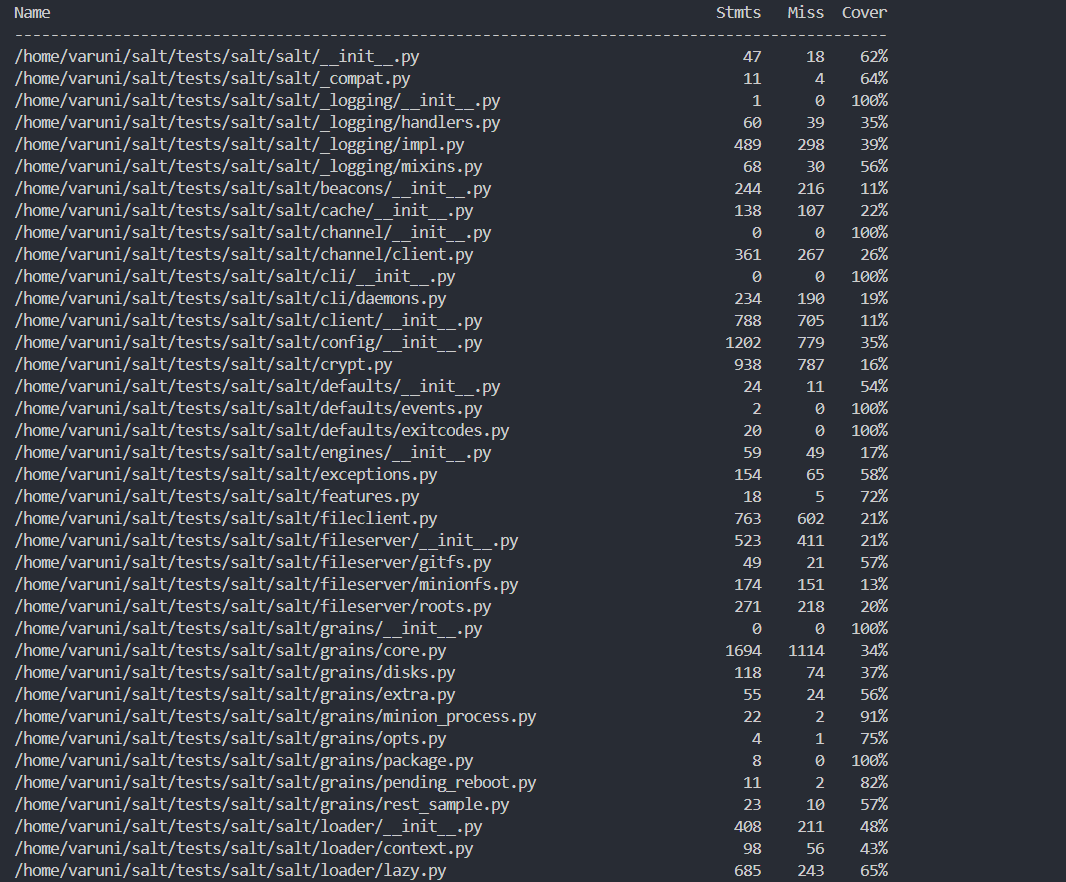 Name Stmts Miss Cover
-------------------------------------------------------------------------------------------------
/home/varuni/salt/tests/salt/salt/__init__.py 47 18 62%
/home/varuni/salt/tests/salt/salt/_compat.py 11 4 64%
/home/varuni/salt/tests/salt/salt/_logging/__init__.py 1 0 100%
/home/varuni/salt/tests/salt/salt/_logging/handlers.py 60 39 35%
/home/varuni/salt/tests/salt/salt/_logging/impl.py 489 298 39%
/home/varuni/salt/tests/salt/salt/_logging/mixins.py 68 30 56%
/home/varuni/salt/tests/salt/salt/beacons/__init__.py 244 216 11%
/home/varuni/salt/tests/salt/salt/cache/__init__.py 138 107 22%
/home/varuni/salt/tests/salt/salt/channel/__init__.py 0 0 100%
/home/varuni/salt/tests/salt/salt/channel/client.py 361 267 26%
/home/varuni/salt/tests/salt/salt/cli/__init__.py 0 0 100%
/home/varuni/salt/tests/salt/salt/cli/daemons.py 234 190 19%
/home/varuni/salt/tests/salt/salt/client/__init__.py 788 705 11%
/home/varuni/salt/tests/salt/salt/config/__init__.py 1202 779 35%
/home/varuni/salt/tests/salt/salt/crypt.py 938 787 16%
/home/varuni/salt/tests/salt/salt/defaults/__init__.py 24 11 54%
/home/varuni/salt/tests/salt/salt/defaults/events.py 2 0 100%
/home/varuni/salt/tests/salt/salt/defaults/exitcodes.py 20 0 100%
/home/varuni/salt/tests/salt/salt/engines/__init__.py 59 49 17%
/home/varuni/salt/tests/salt/salt/exceptions.py 154 65 58%
/home/varuni/salt/tests/salt/salt/features.py 18 5 72%
/home/varuni/salt/tests/salt/salt/fileclient.py 763 602 21%
/home/varuni/salt/tests/salt/salt/fileserver/__init__.py 523 411 21%
/home/varuni/salt/tests/salt/salt/fileserver/gitfs.py 49 21 57%
/home/varuni/salt/tests/salt/salt/fileserver/minionfs.py 174 151 13%
/home/varuni/salt/tests/salt/salt/fileserver/roots.py 271 218 20%
/home/varuni/salt/tests/salt/salt/grains/__init__.py 0 0 100%
/home/varuni/salt/tests/salt/salt/grains/core.py 1694 1114 34%
/home/varuni/salt/tests/salt/salt/grains/disks.py 118 74 37%
/home/varuni/salt/tests/salt/salt/grains/extra.py 55 24 56%
/home/varuni/salt/tests/salt/salt/grains/minion_process.py 22 2 91%
/home/varuni/salt/tests/salt/salt/grains/opts.py 4 1 75%
/home/varuni/salt/tests/salt/salt/grains/package.py 8 0 100%
/home/varuni/salt/tests/salt/salt/grains/pending_reboot.py 11 2 82%
/home/varuni/salt/tests/salt/salt/grains/rest_sample.py 23 10 57%
/home/varuni/salt/tests/salt/salt/loader/__init__.py 408 211 48%
/home/varuni/salt/tests/salt/salt/loader/context.py 98 56 43%
/home/varuni/salt/tests/salt/salt/loader/lazy.py 685 243 65%